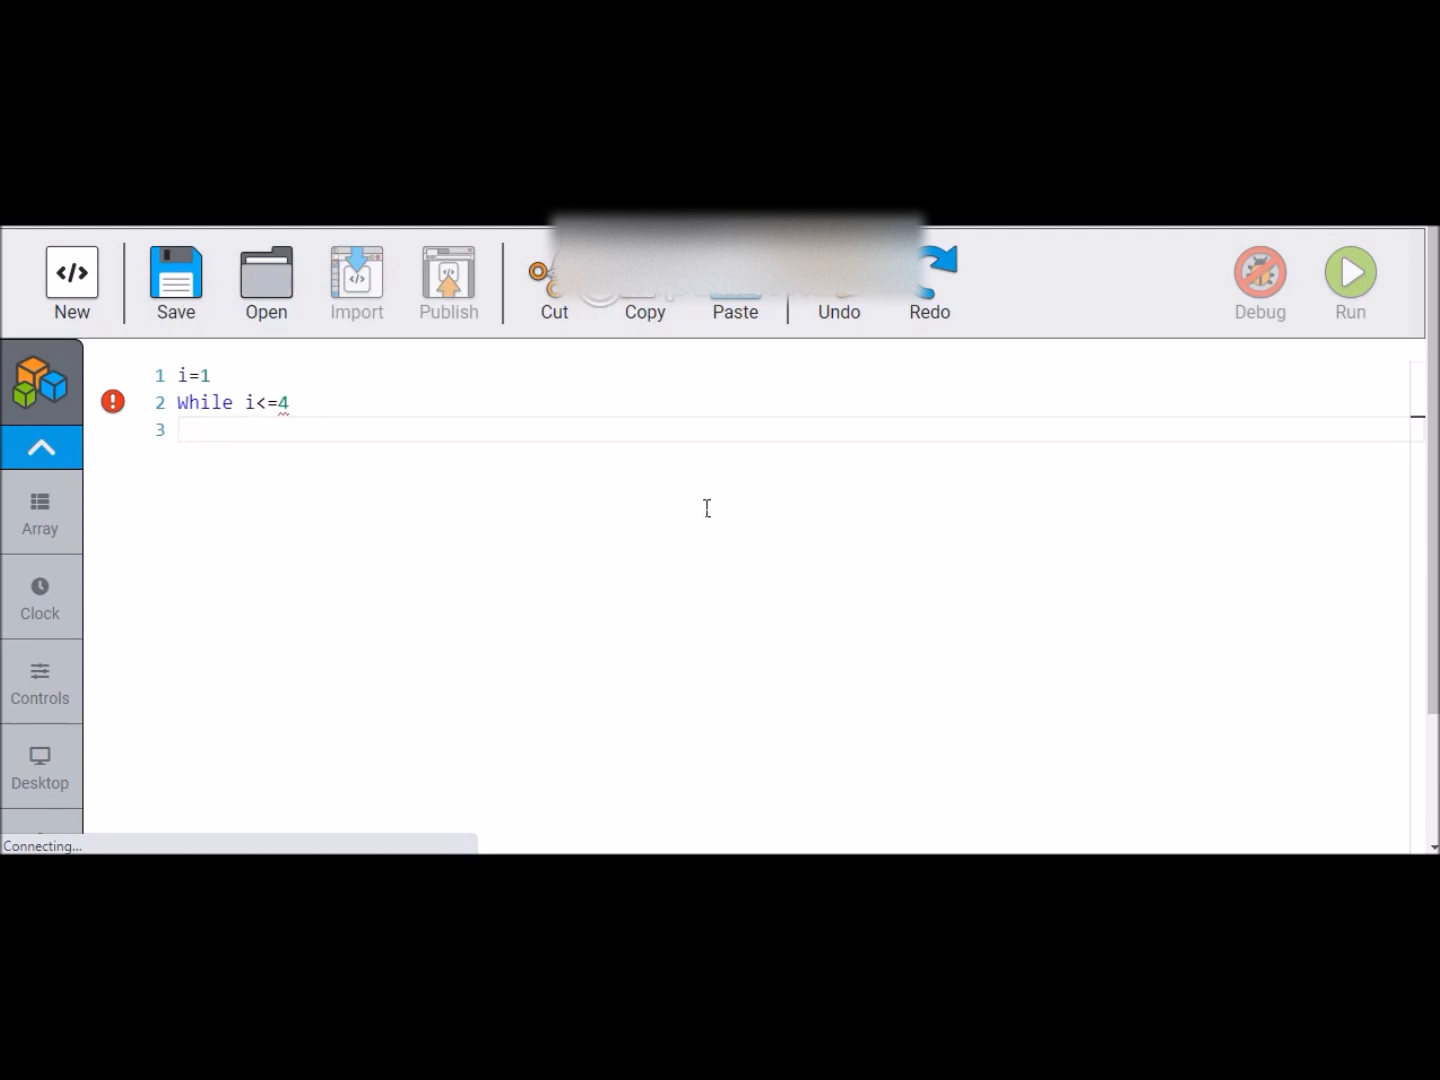 New
Save
Open
Import
Publish
Cut
Copy
Paste
Undo
Redo
Debug
Run
1 i=1
2 While i<=4
3
Array
Clock
Controls
Desktop
Connecting...